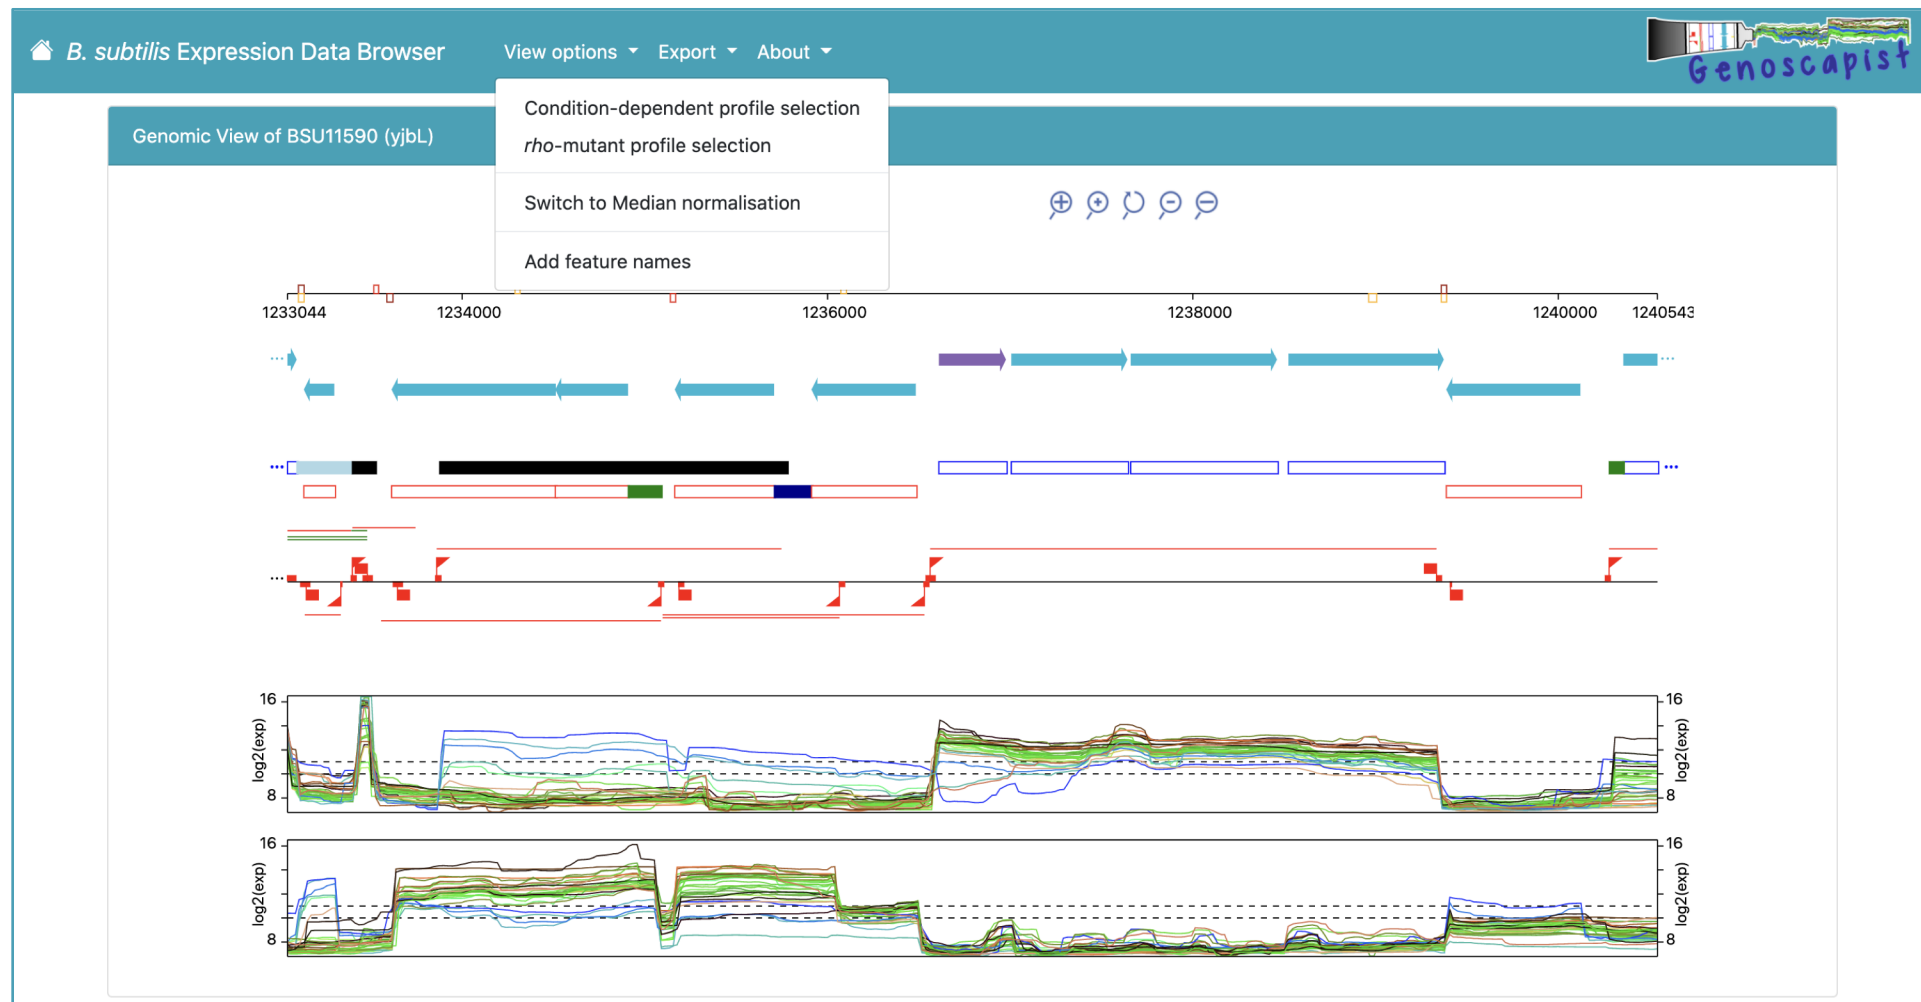 B. subtilis Expression Data Browser View options Export About
Genoscapist
Condition-dependent profile selection
Genomic View of BSU11590 (yjbL)
rho-mutant profile selection
Switch to Median normalisation
Add feature names
1233044 1234000 1236000 1238000 1240000 1240543
16 16
log2(exp) log2(exp)
8 8
16 16
log2(exp) log2(exp)
8 8